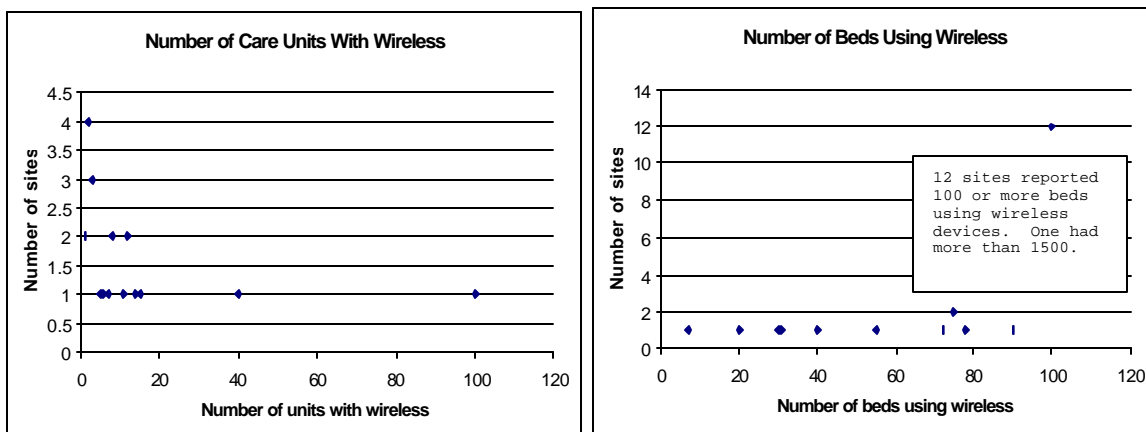 Number of Care Units With Wireless
4.5
4
3.5
3
2.5
2
1.5
1
0.5
0
Number of sites
0 20 40 60 80 100 120
Number of units with wireless
Number of Beds Using Wireless
14
12
10
8
6
4
2
0
Number of sites
12 sites reported
100 or more beds
using wireless
devices. One had
more than 1500.
0 20 40 60 80 100 120
Number of beds using wireless